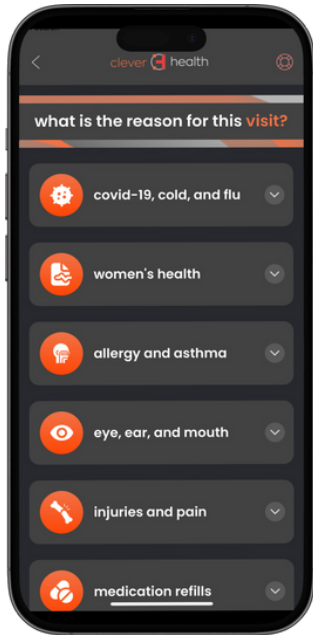 clever health
what is the reason for this visit?
covid-19, cold, and flu
women's health
allergy and asthma
eye, ear, and mouth
injuries and pain
medication refills